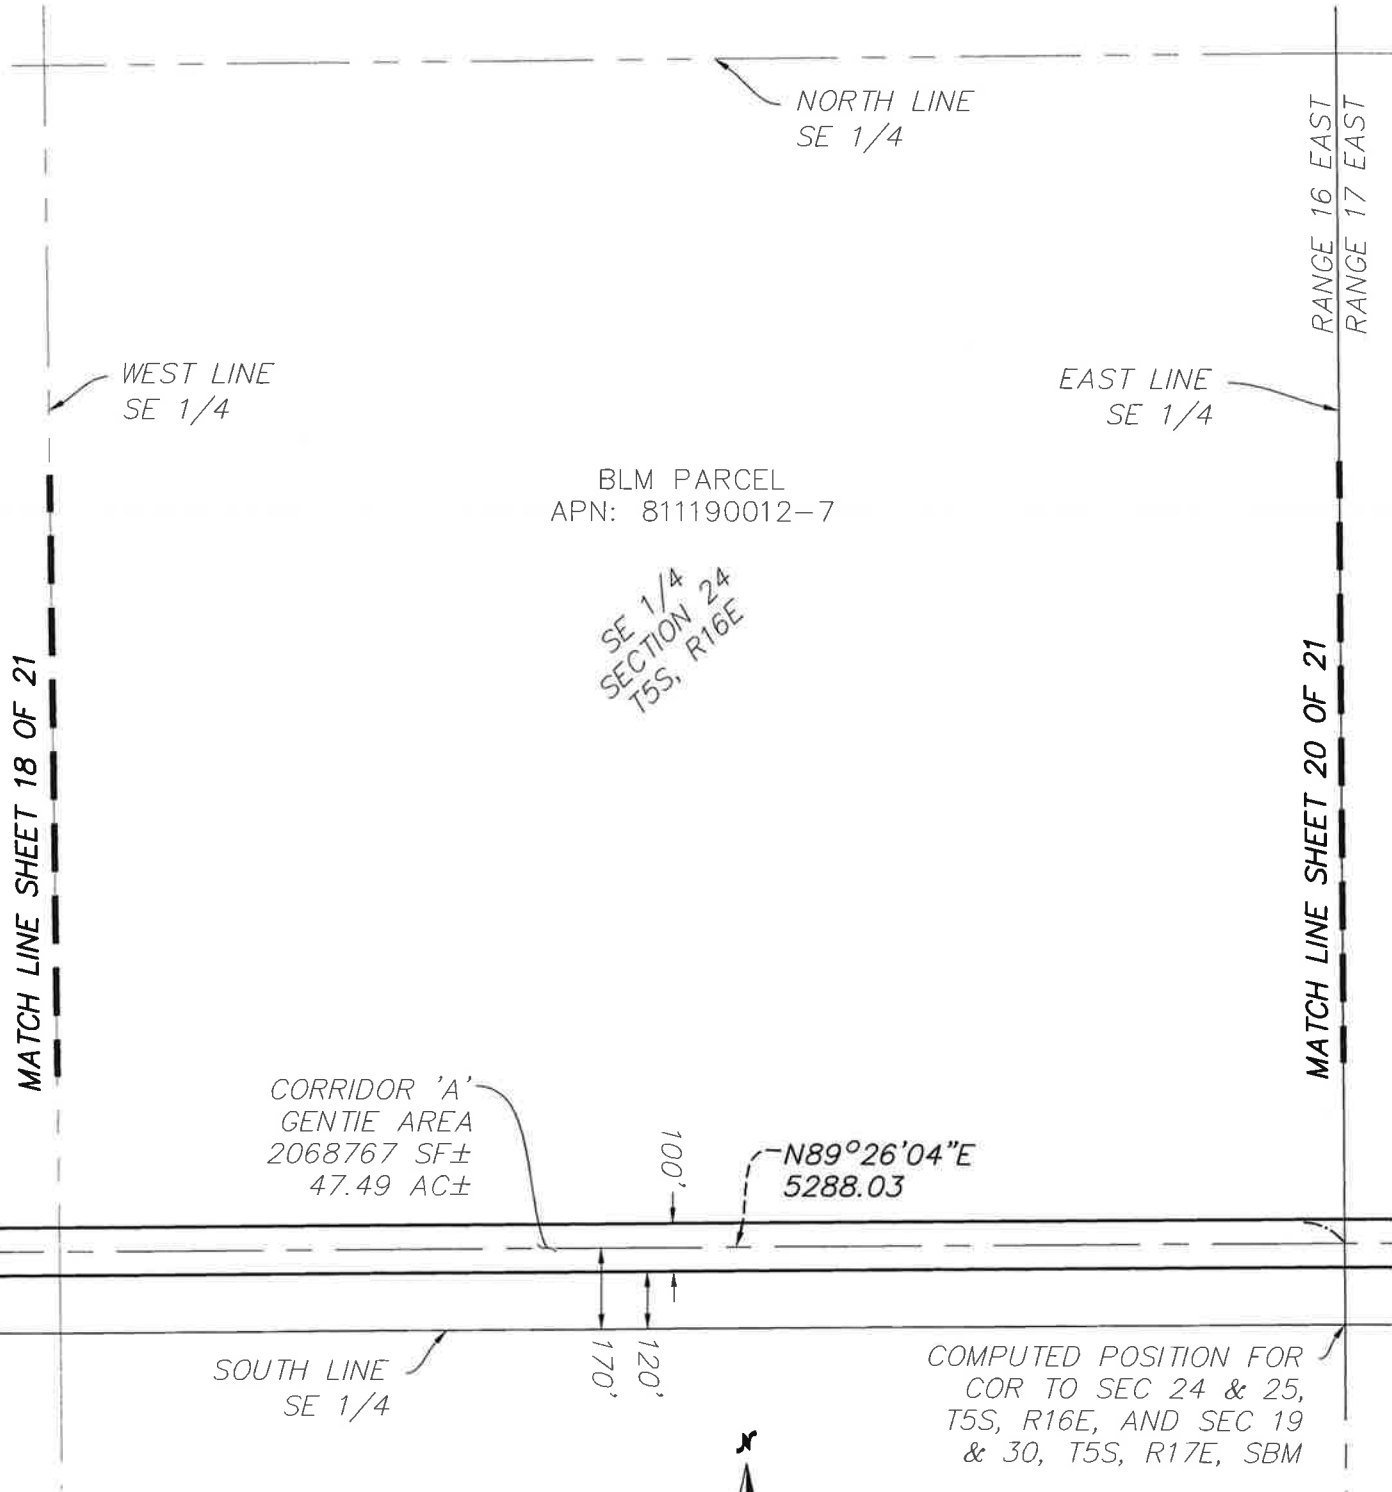 NORTH LINE
SE 1/4
RANGE 16 EAST
RANGE 17 EAST
WEST LINE
SE 1/4
EAST LINE
SE 1/4
BLM PARCEL
APN: 811190012-7
SE 1/4
SECTION 24
T5S, R16E
MATCH LINE SHEET 18 OF 21
MATCH LINE SHEET 20 OF 21
CORRIDOR 'A'
GENTIE AREA
2068767 SF±
47.49 AC±
100'
N89°26'04"E
5288.03
170'
120'
SOUTH LINE
SE 1/4
COMPUTED POSITION FOR
COR TO SEC 24 & 25,
T5S, R16E, AND SEC 19
& 30, T5S, R17E, SBM
N